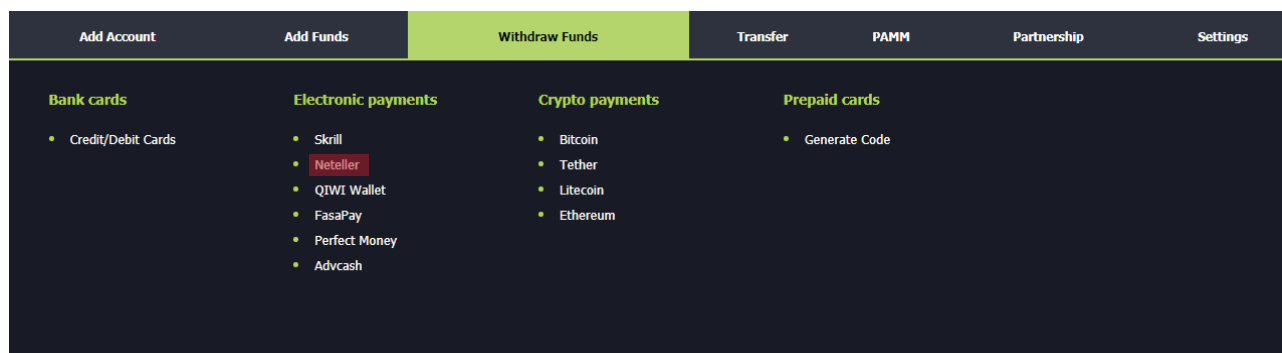 Add Account Add Funds Withdraw Funds Transfer PAMM Partnership Settings
Bank cards
Credit/Debit Cards
Electronic payments
Skrill
Neteller
QIWI Wallet
FasaPay
Perfect Money
Advcash
Crypto payments
Bitcoin
Tether
Litecoin
Ethereum
Prepaid cards
Generate Code